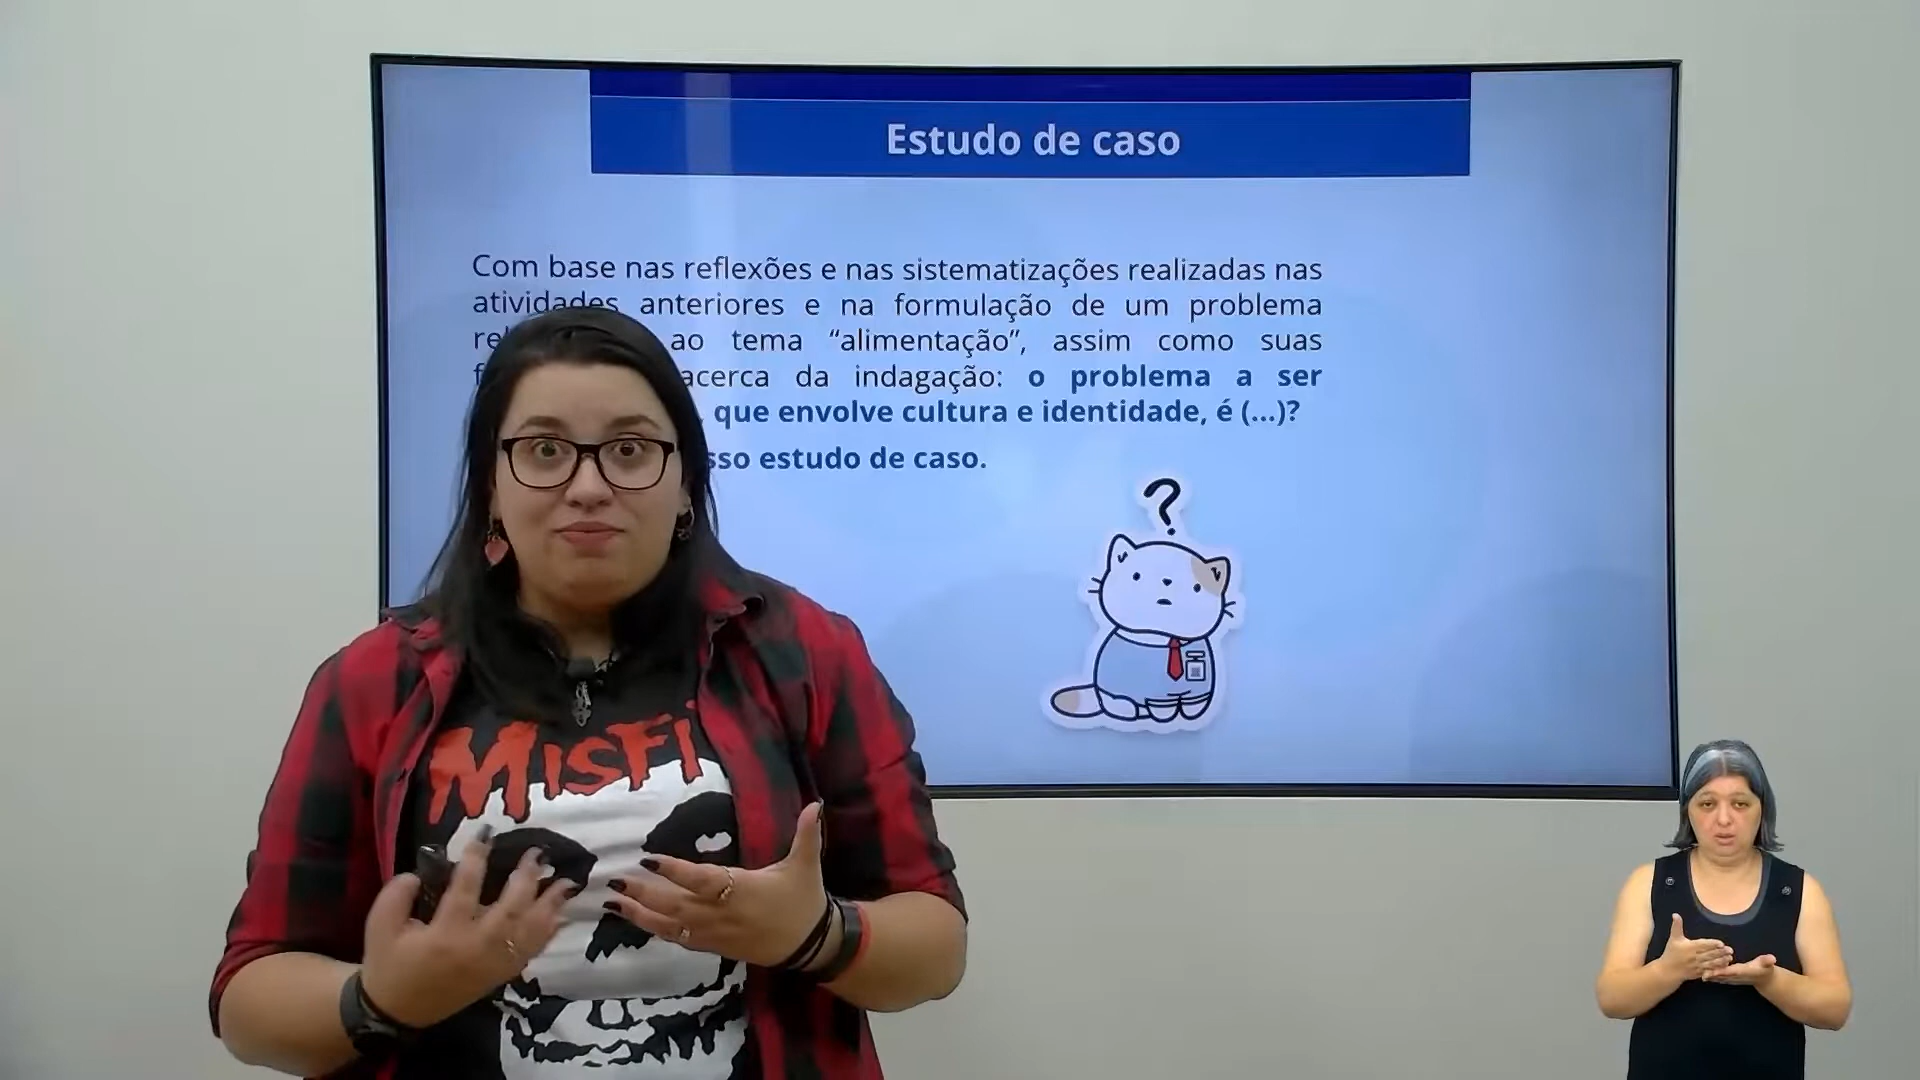 Estudo de caso
Com base nas reflexões e nas sistematizações realizadas nas
atividades anteriores e na formulação de um problema
ao tema “alimentação”, assim como suas
acerca da indagação: o problema a ser
que envolve cultura e identidade, é (...)?
estudo de caso.
?
MISFI